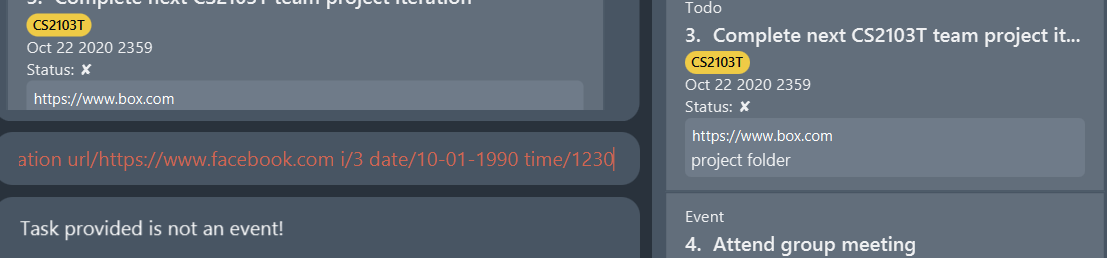 3. Complete next CS2103T team project iteration
CS2103T
Oct 22 2020 2359
Status: ✘
https://www.box.com
ation url/https://www.facebook.com i/3 date/10-01-1990 time/1230
Task provided is not an event!
Todo
3. Complete next CS2103T team project it...
CS2103T
Oct 22 2020 2359
Status: ✘
https://www.box.com
project folder
Event
4. Attend group meeting